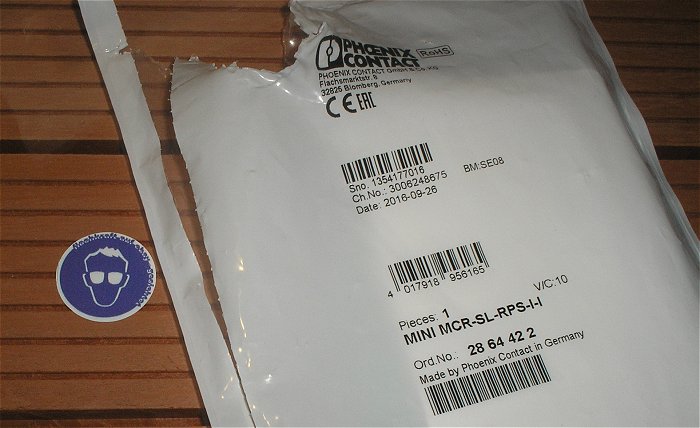 PHOENIX
CONTACT
RoHS
PHOENIX CONTACT GmbH & Co. KG
Flachsmarktstr. 8
32825 Blomberg, Germany
CE EAC
Sno. 1354177016
Ch.No.: 3006248675
BM:SE08
Date: 2016-09-26
4 017918 956165
Pieces: 1
V/C:10
MINI MCR-SL-RPS-I-I
Ord.No.: 28 64 42 2
Made by Phoenix Contact in Germany